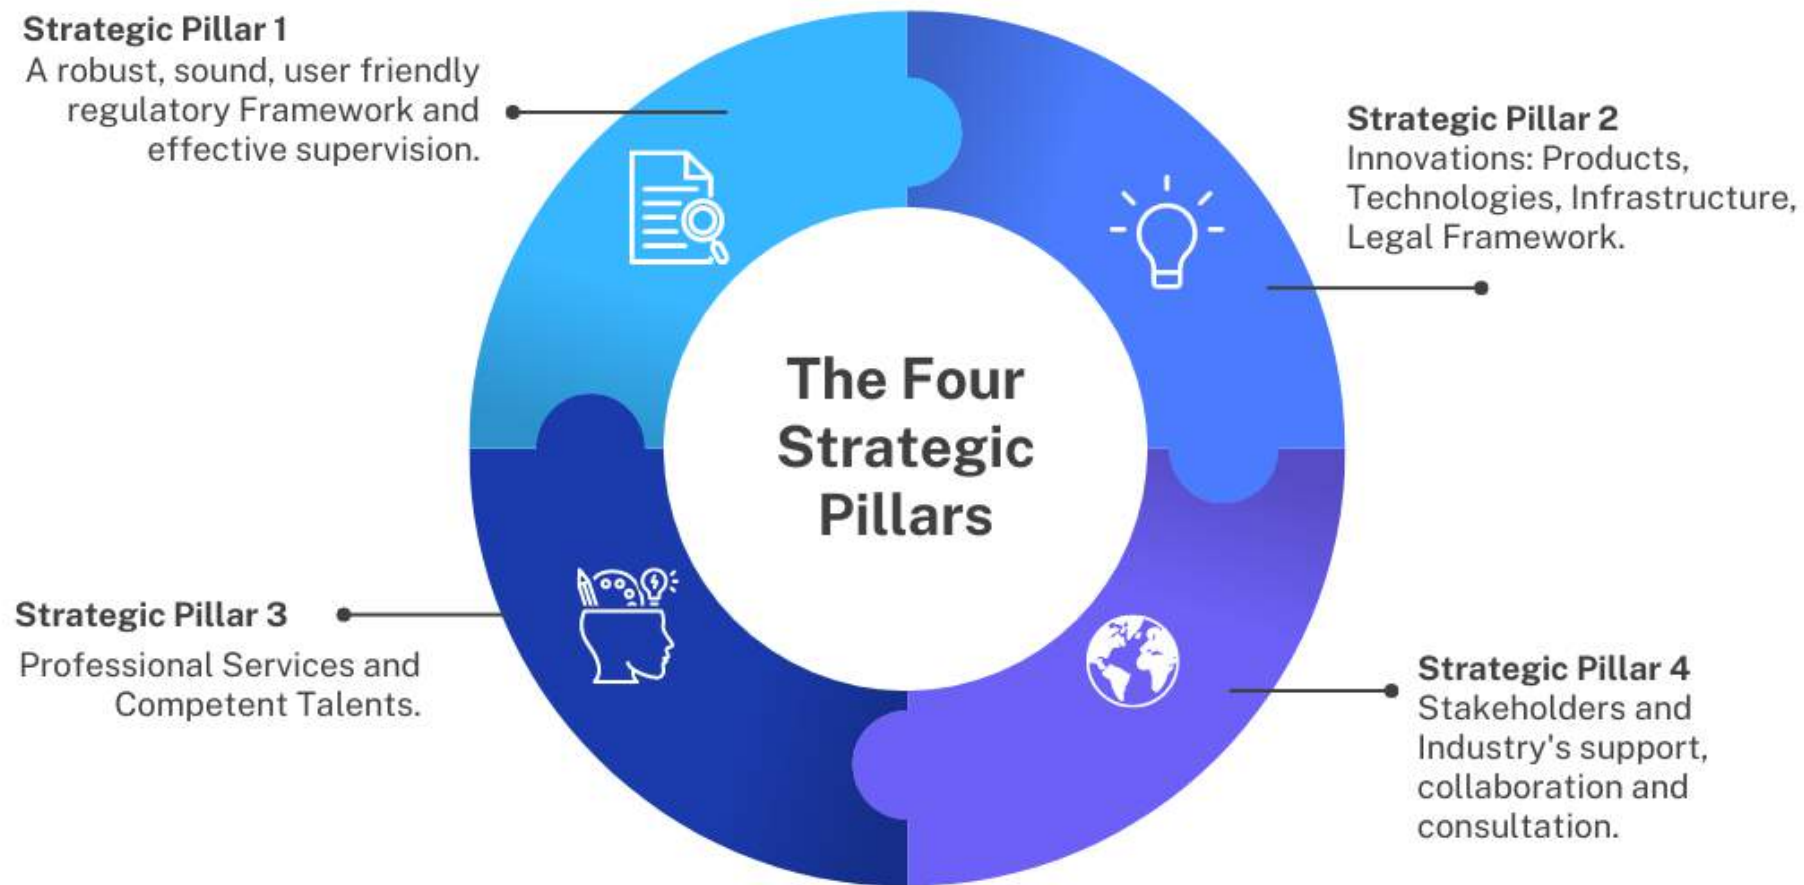 Strategic Pillar 1
A robust, sound, user friendly
regulatory Framework and
effective supervision.
Strategic Pillar 2
Innovations: Products,
Technologies, Infrastructure,
Legal Framework.
The Four
Strategic
Pillars
Strategic Pillar 3
Professional Services and
Competent Talents.
Strategic Pillar 4
Stakeholders and
Industry's support,
collaboration and
consultation.